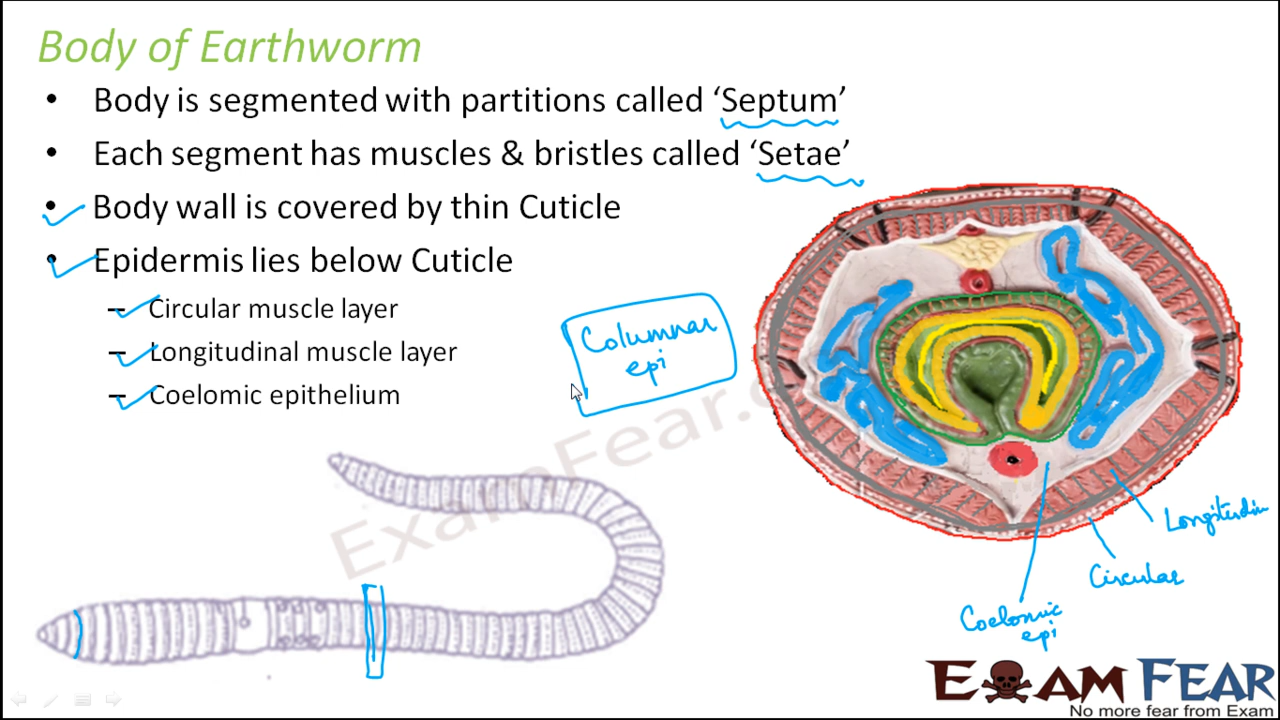 Body of Earthworm
• Body is segmented with partitions called ‘Septum’
• Each segment has muscles & bristles called ‘Setae’
• Body wall is covered by thin Cuticle
• Epidermis lies below Cuticle
– Circular muscle layer
– Longitudinal muscle layer
– Coelomic epithelium
Columnar
epi
Longitudin
Circular
Coelomic
epi
EXAM FEAR
No more fear from Exam